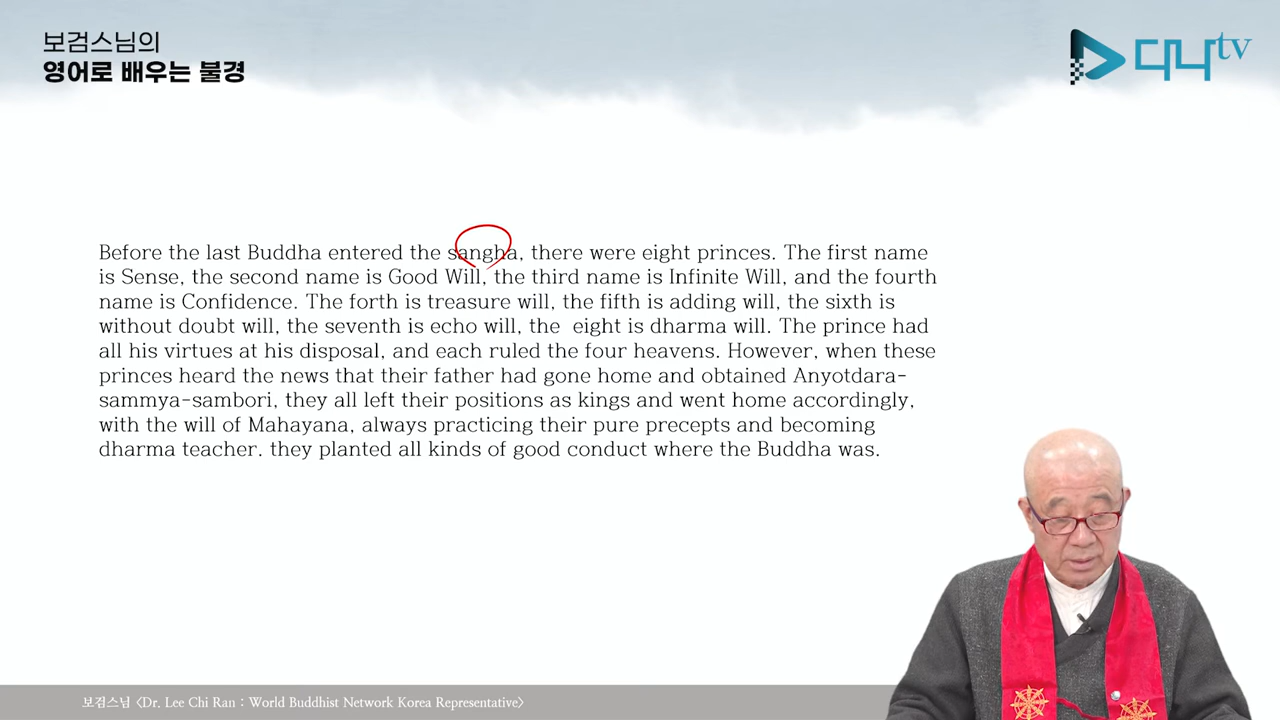 보검스님의
영어로 배우는 불경
다나tv
Before the last Buddha entered the sangha, there were eight princes. The first name
is Sense, the second name is Good Will, the third name is Infinite Will, and the fourth
name is Confidence. The forth is treasure will, the fifth is adding will, the sixth is
without doubt will, the seventh is echo will, the  eight is dharma will. The prince had
all his virtues at his disposal, and each ruled the four heavens. However, when these
princes heard the news that their father had gone home and obtained Anyotdara-
sammya-sambori, they all left their positions as kings and went home accordingly,
with the will of Mahayana, always practicing their pure precepts and becoming
dharma teacher. they planted all kinds of good conduct where the Buddha was.
보검스님 <Dr. Lee Chi Ran : World Buddhist Network Korea Representative>